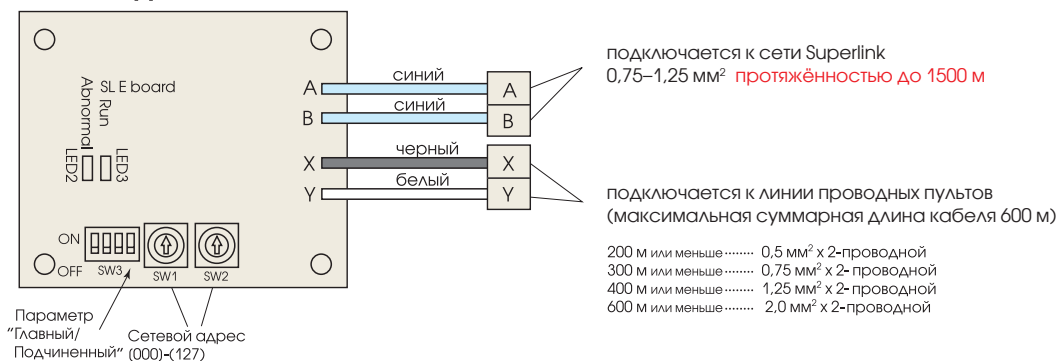 SL E board
Run
Abnormal
LED2
LED3
ON
OFF
SW3
SW1
SW2
A
B
X
Y
синий
синий
черный
белый
A
B
X
Y
Параметр
"Главный/
Подчиненный"
Сетевой адрес
(000)-(127)
подключается к сети Superlink
0,75–1,25 мм² протяжённостью до 1500 м
подключается к линии проводных пультов
(максимальная суммарная длина кабеля 600 м)
200 м или меньше ........ 0,5 мм² x 2-проводной
300 м или меньше ........ 0,75 мм² x 2-проводной
400 м или меньше ........ 1,25 мм² x 2-проводной
600 м или меньше ........ 2,0 мм² x 2-проводной